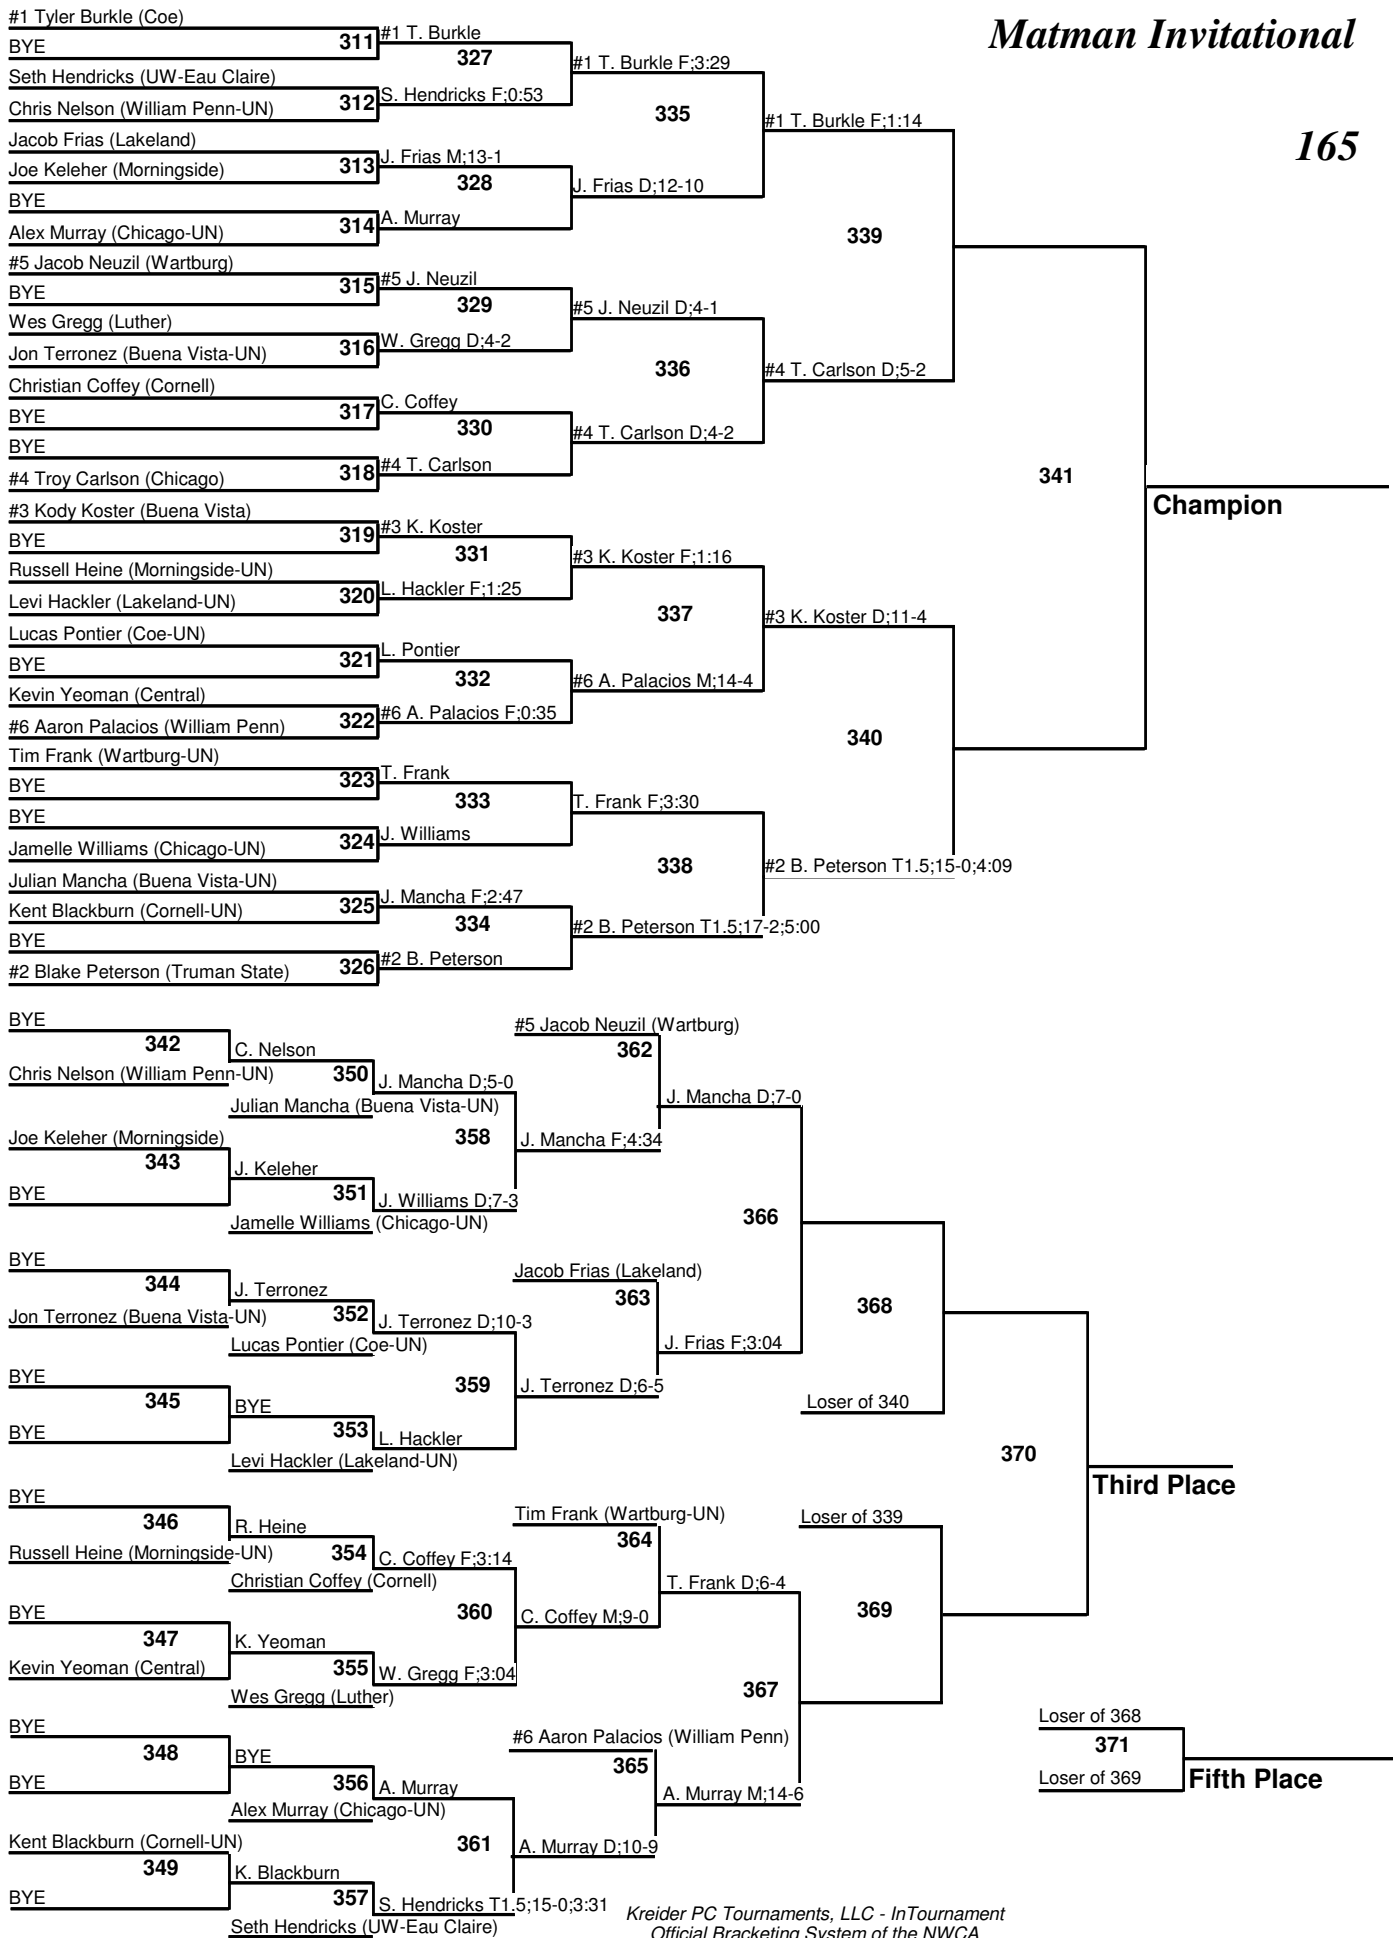 Matman Invitational
165
#1 Tyler Burkle (Coe)
BYE
311
#1 T. Burkle
327
Seth Hendricks (UW-Eau Claire)
Chris Nelson (William Penn-UN)
312
S. Hendricks F;0:53
#1 T. Burkle F;3:29
335
Jacob Frias (Lakeland)
Joe Keleher (Morningside)
313
J. Frias M;13-1
328
BYE
Alex Murray (Chicago-UN)
314
A. Murray
J. Frias D;12-10
#1 T. Burkle F;1:14
339
#5 Jacob Neuzil (Wartburg)
BYE
315
#5 J. Neuzil
329
Wes Gregg (Luther)
Jon Terronez (Buena Vista-UN)
316
W. Gregg D;4-2
#5 J. Neuzil D;4-1
336
Christian Coffey (Cornell)
BYE
317
C. Coffey
330
BYE
#4 Troy Carlson (Chicago)
318
#4 T. Carlson
#4 T. Carlson D;4-2
#4 T. Carlson D;5-2
341
Champion
#3 Kody Koster (Buena Vista)
BYE
319
#3 K. Koster
331
Russell Heine (Morningside-UN)
Levi Hackler (Lakeland-UN)
320
L. Hackler F;1:25
#3 K. Koster F;1:16
337
Lucas Pontier (Coe-UN)
BYE
321
L. Pontier
332
Kevin Yeoman (Central)
#6 Aaron Palacios (William Penn)
322
#6 A. Palacios F;0:35
#6 A. Palacios M;14-4
#3 K. Koster D;11-4
340
Tim Frank (Wartburg-UN)
BYE
323
T. Frank
333
BYE
Jamelle Williams (Chicago-UN)
324
J. Williams
T. Frank F;3:30
338
Julian Mancha (Buena Vista-UN)
Kent Blackburn (Cornell-UN)
325
J. Mancha F;2:47
334
BYE
#2 Blake Peterson (Truman State)
326
#2 B. Peterson
#2 B. Peterson T1.5;17-2;5:00
#2 B. Peterson T1.5;15-0;4:09
BYE
342
Chris Nelson (William Penn-UN)
C. Nelson
350
Julian Mancha (Buena Vista-UN)
J. Mancha D;5-0
358
Joe Keleher (Morningside)
343
BYE
J. Keleher
351
Jamelle Williams (Chicago-UN)
J. Williams D;7-3
#5 Jacob Neuzil (Wartburg)
362
J. Mancha F;4:34
J. Mancha D;7-0
366
BYE
344
Jon Terronez (Buena Vista-UN)
J. Terronez
352
Lucas Pontier (Coe-UN)
J. Terronez D;10-3
359
BYE
345
BYE
BYE
353
Levi Hackler (Lakeland-UN)
L. Hackler
Jacob Frias (Lakeland)
363
J. Terronez D;6-5
J. Frias F;3:04
368
Loser of 340
370
Third Place
BYE
346
Russell Heine (Morningside-UN)
R. Heine
354
Christian Coffey (Cornell)
C. Coffey F;3:14
360
BYE
347
Kevin Yeoman (Central)
K. Yeoman
355
Wes Gregg (Luther)
W. Gregg F;3:04
Tim Frank (Wartburg-UN)
364
C. Coffey M;9-0
T. Frank D;6-4
Loser of 339
369
367
BYE
348
BYE
BYE
356
Alex Murray (Chicago-UN)
A. Murray
361
Kent Blackburn (Cornell-UN)
349
BYE
K. Blackburn
357
Seth Hendricks (UW-Eau Claire)
S. Hendricks T1.5;15-0;3:31
#6 Aaron Palacios (William Penn)
365
A. Murray D;10-9
A. Murray M;14-6
Loser of 368
371
Loser of 369
Fifth Place
Kreider PC Tournaments, LLC - InTournament
Official Bracketing System of the NWCA